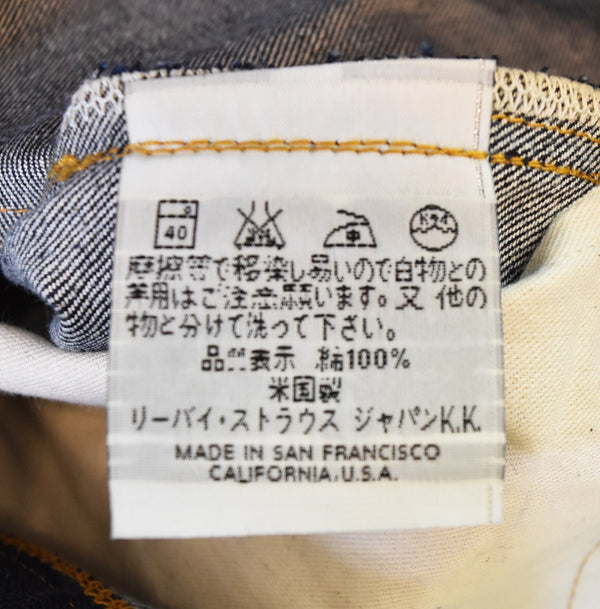 40 中 ドライ
摩擦等で移染し易いので白物との
着用はご注意願います。又 他の
物と分けて洗って下さい。
品質表示 綿100%
米国製
リーバイ・ストラウス ジャパンK.K.
MADE IN SAN FRANCISCO
CALIFORNIA, U.S.A.